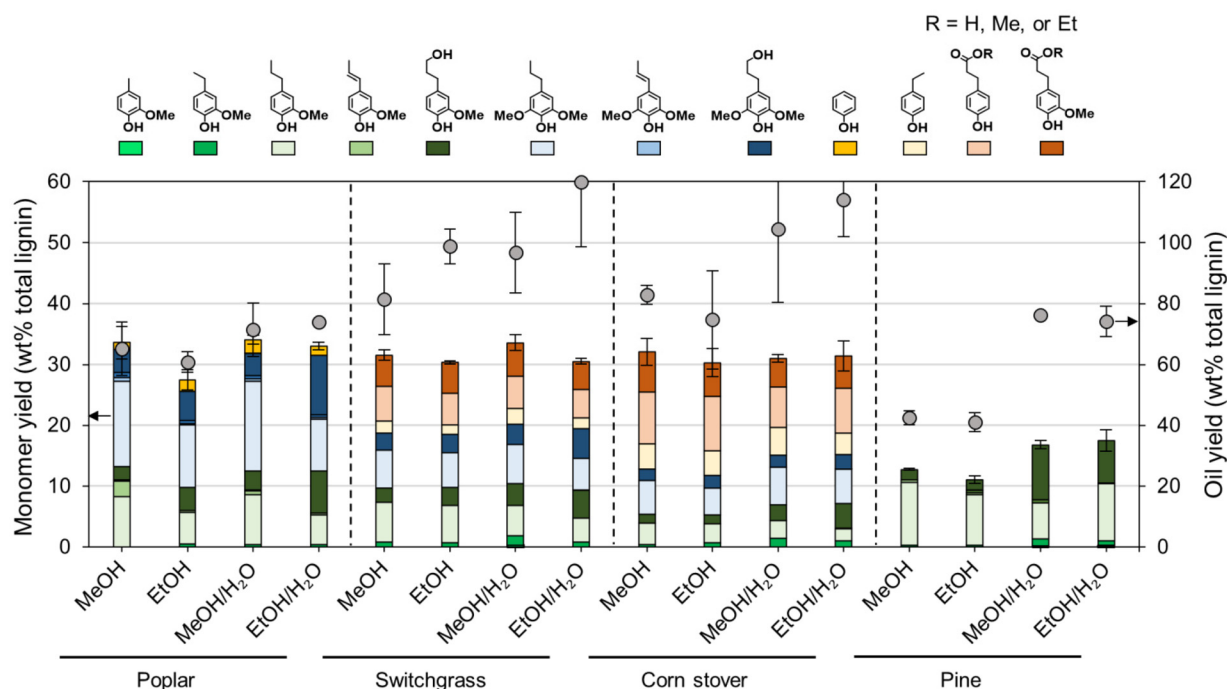 R = H, Me, or Et
OH
OH
O OR
O OR
OMe
OH
OMe
OH
OMe
OH
OMe
OH
OMe
OH
MeO
OMe
OH
MeO
OMe
OH
MeO
OMe
OH
OH
OH
OH
OMe
OH
Monomer yield (wt% total lignin)
60
50
40
30
20
10
0
Oil yield (wt% total lignin)
120
100
80
60
40
20
0
MeOH
EtOH
MeOH/H₂O
EtOH/H₂O
MeOH
EtOH
MeOH/H₂O
EtOH/H₂O
MeOH
EtOH
MeOH/H₂O
EtOH/H₂O
MeOH
EtOH
MeOH/H₂O
EtOH/H₂O
Poplar
Switchgrass
Corn stover
Pine